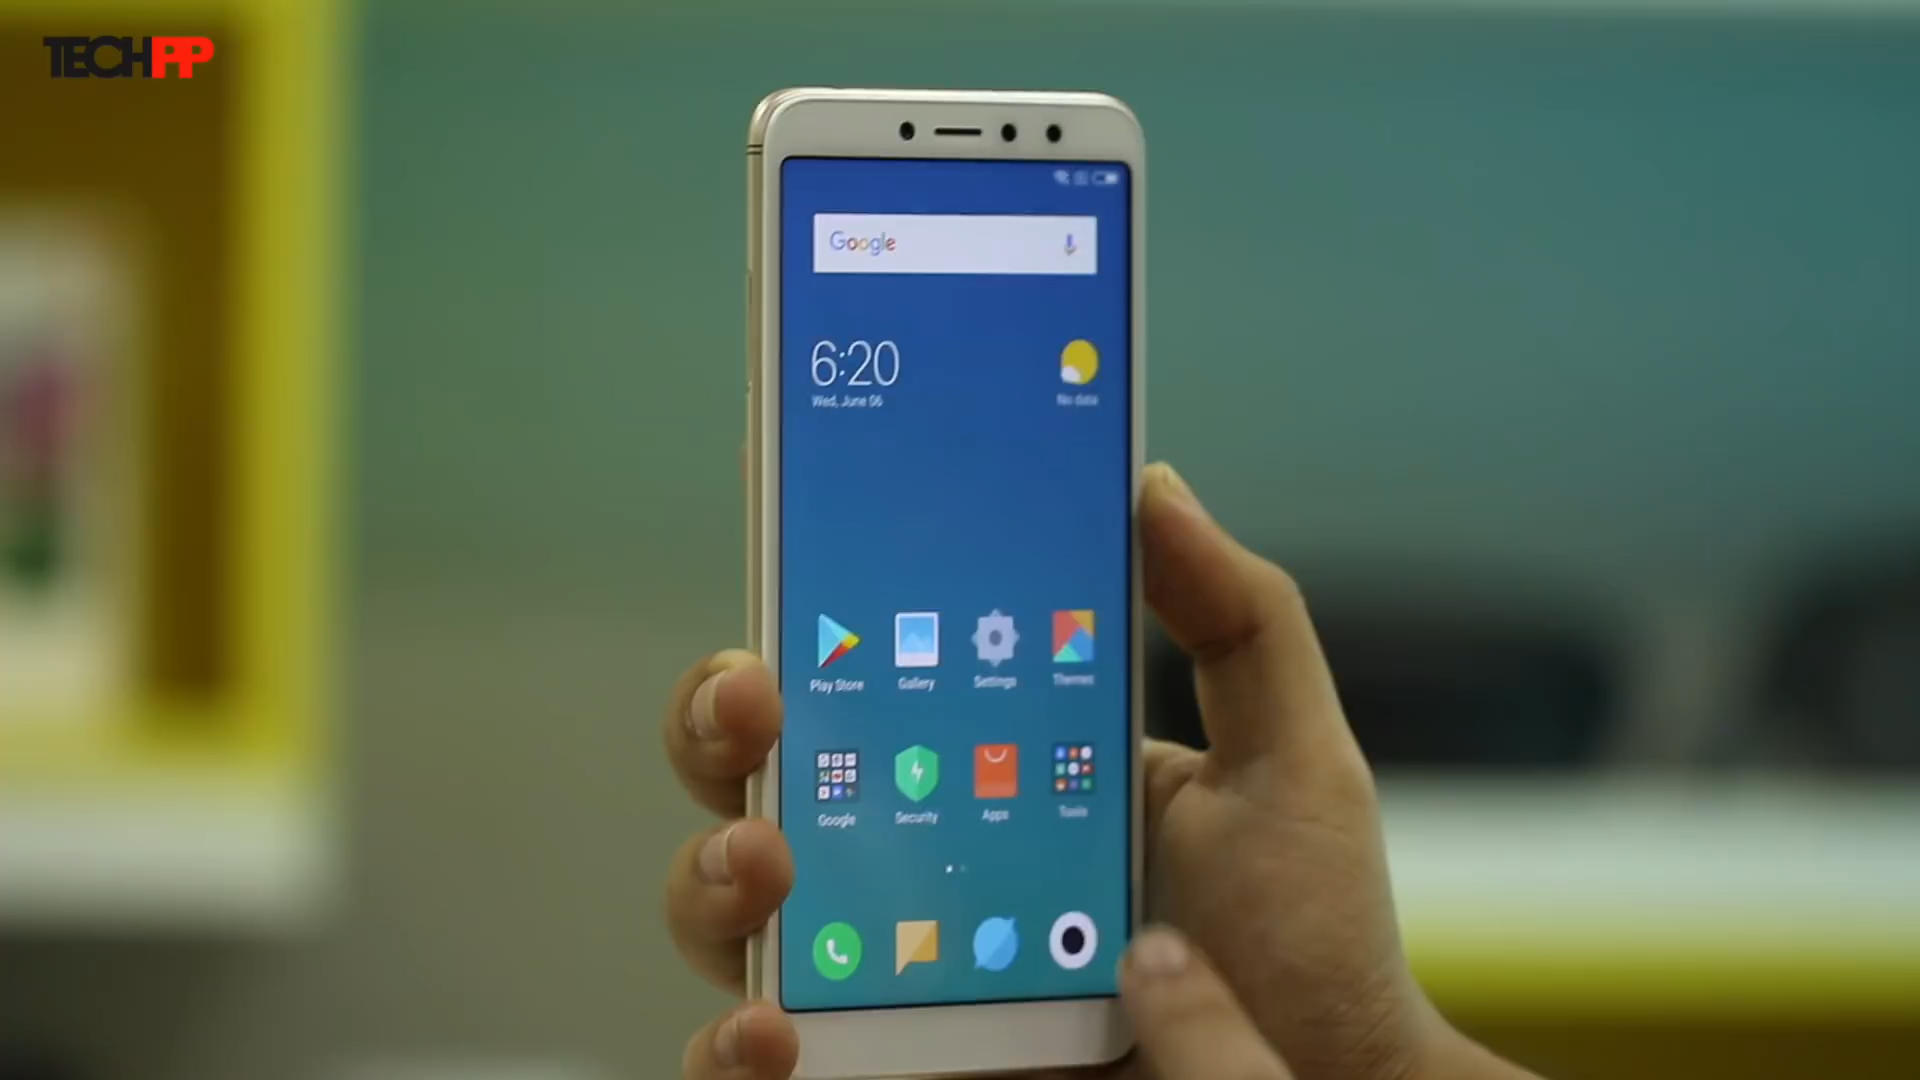 TECHPP
Google
6:20
Wed, June 06
No data
Play Store
Gallery
Settings
Themes
Google
Security
Apps
Tools